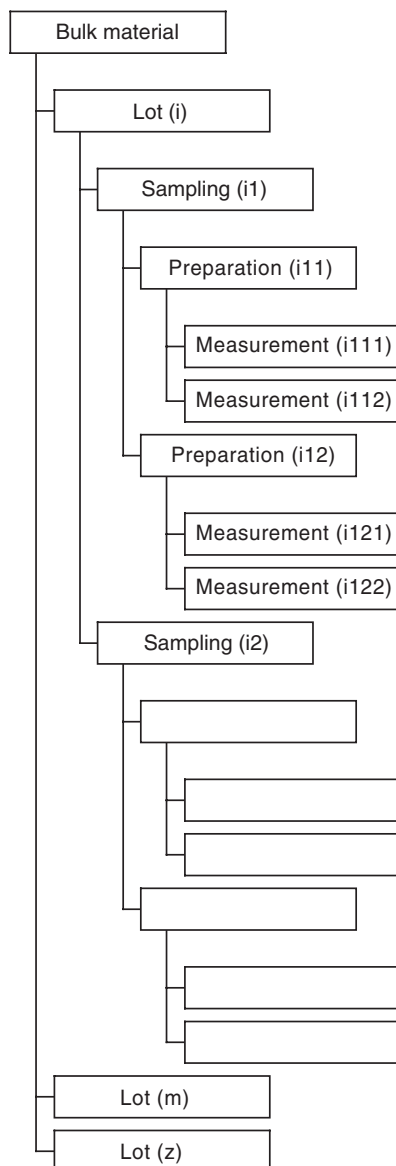 Bulk material
Lot (i)
Sampling (i1)
Preparation (i11)
Measurement (i111)
Measurement (i112)
Preparation (i12)
Measurement (i121)
Measurement (i122)
Sampling (i2)
Lot (m)
Lot (z)